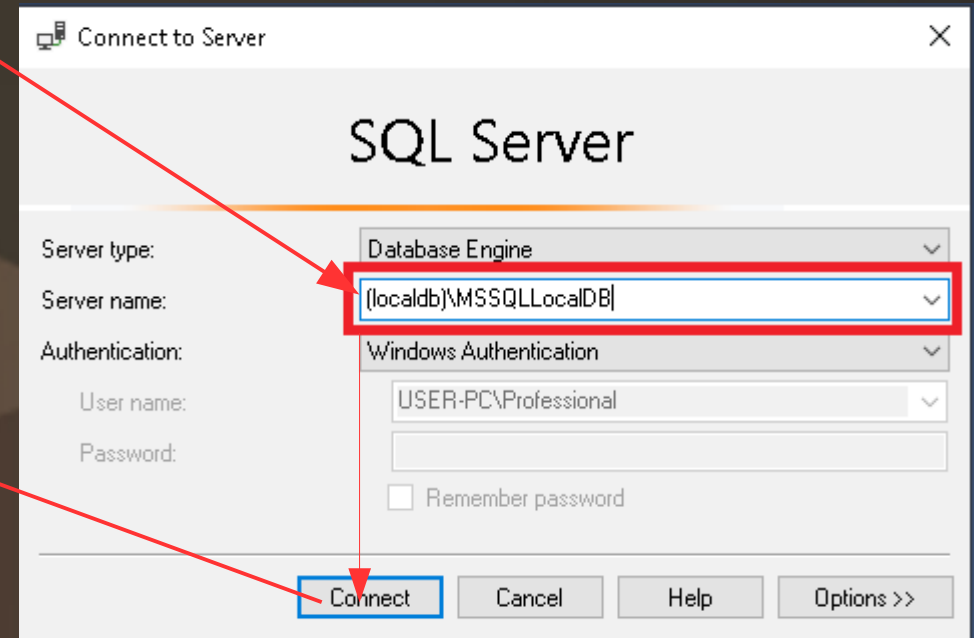 Connect to Server
SQL Server
Server type:
Database Engine
Server name:
(localdb)\MSSQLLocalDB
Authentication:
Windows Authentication
User name:
USER-PC\Professional
Password:
Remember password
Connect
Cancel
Help
Options >>